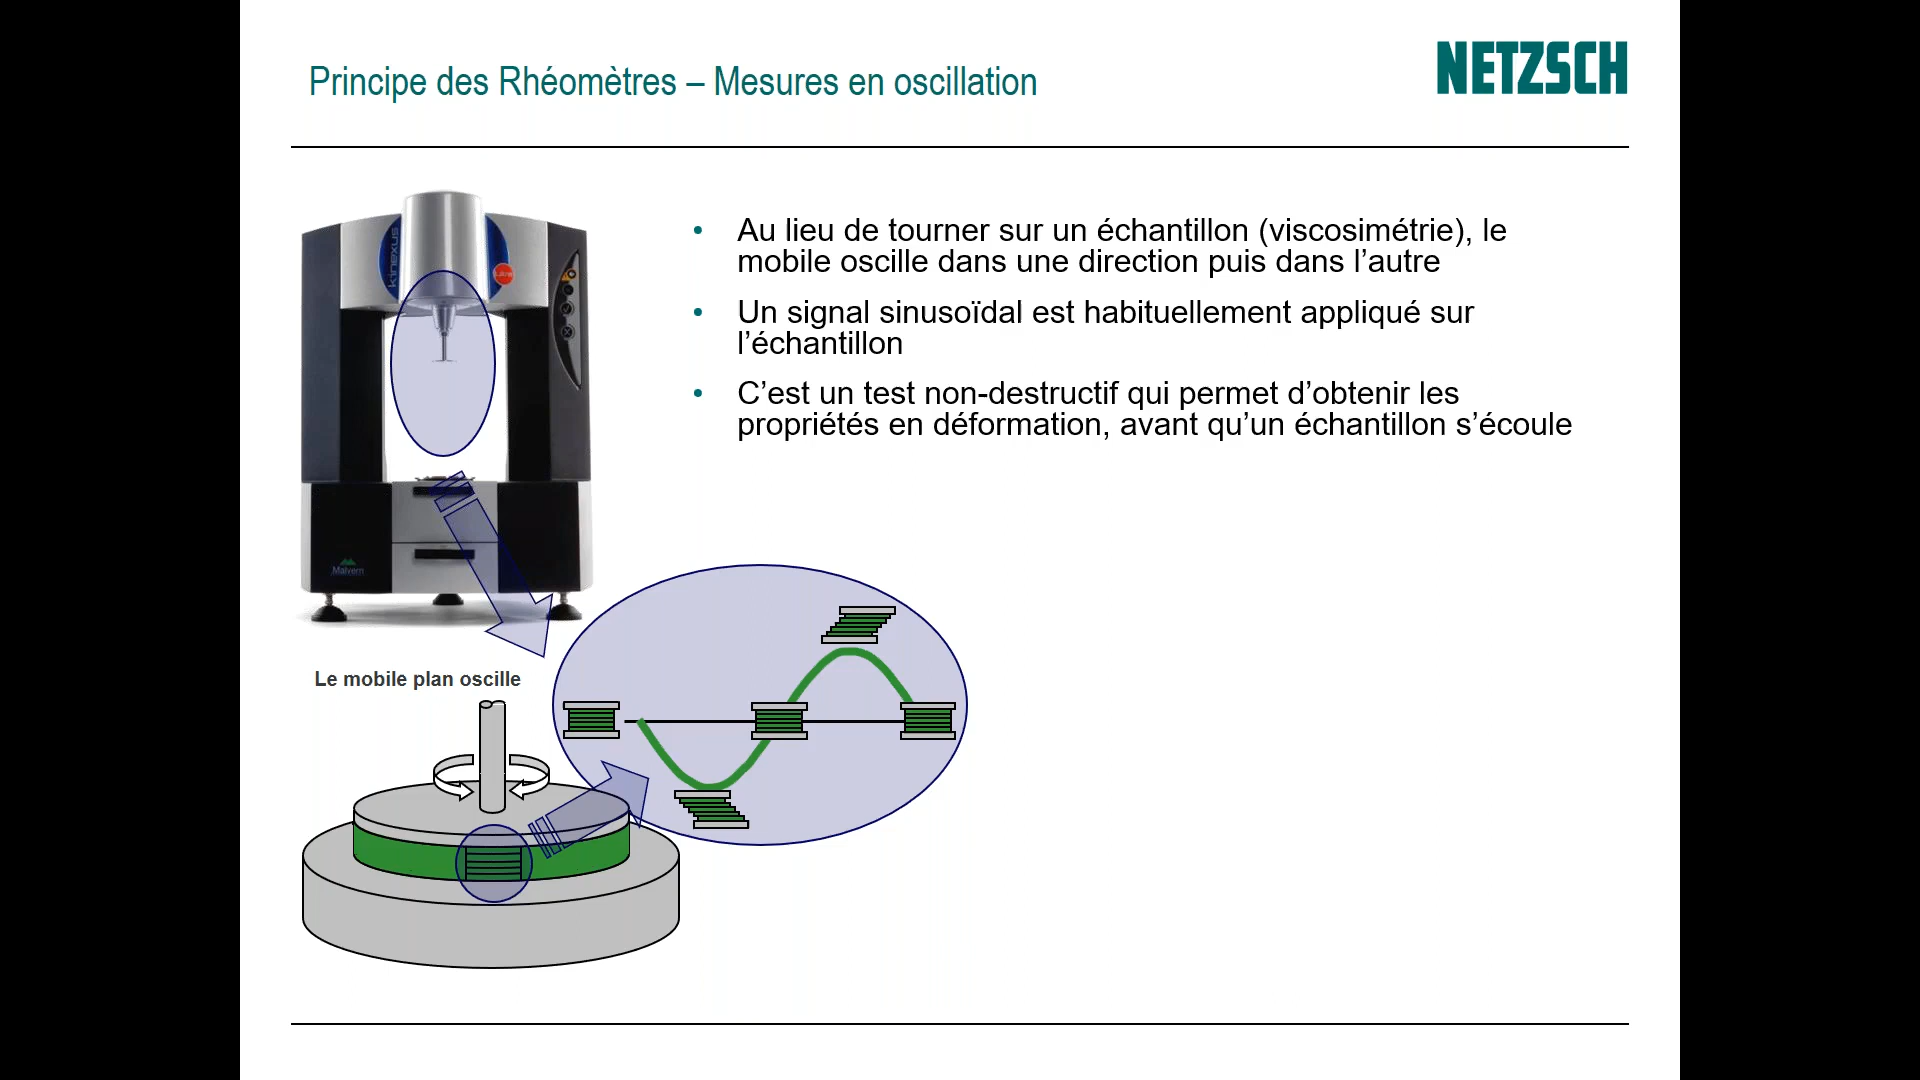 Principe des Rhéomètres – Mesures en oscillation
NETZSCH
• Au lieu de tourner sur un échantillon (viscosimétrie), le
mobile oscille dans une direction puis dans l’autre
• Un signal sinusoïdal est habituellement appliqué sur
l’échantillon
• C’est un test non-destructif qui permet d’obtenir les
propriétés en déformation, avant qu’un échantillon s’écoule
kinexus
Malvern
Le mobile plan oscille